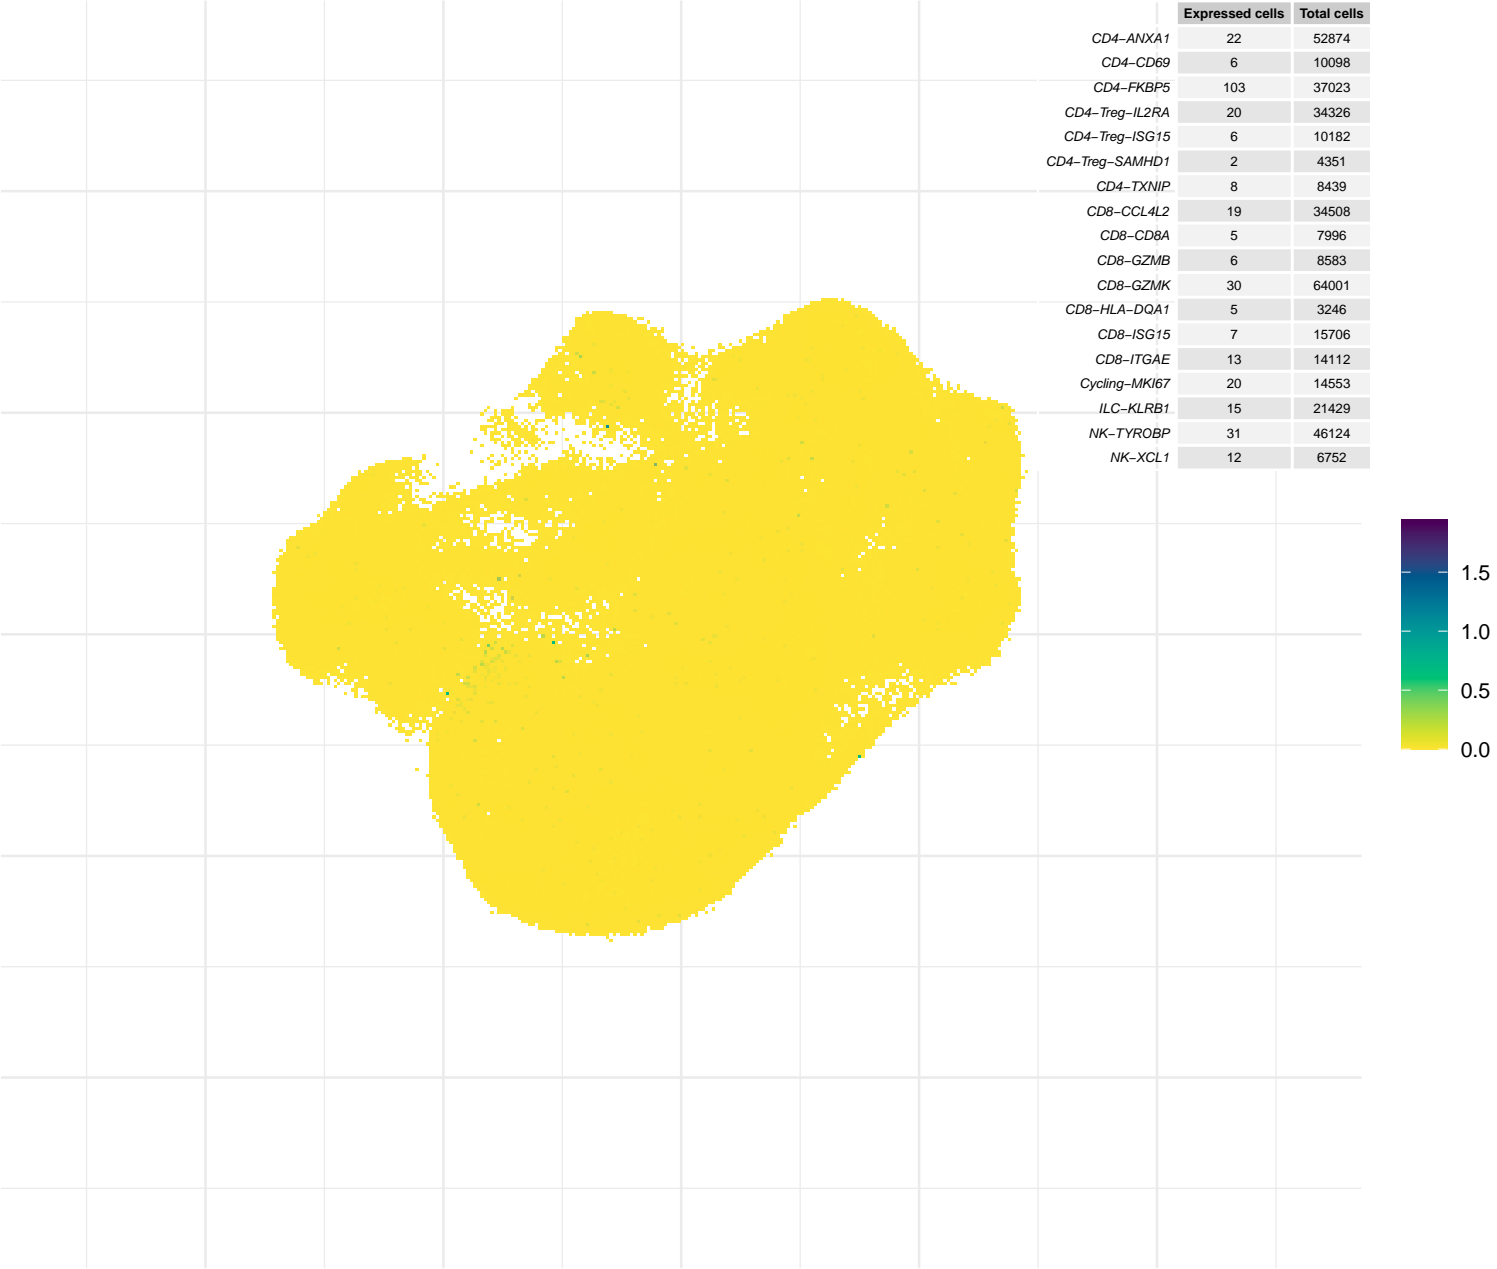 Expressed cells Total cells
CD4−ANXA1 22 52874
CD4−CD69 6 10098
CD4−FKBP5 103 37023
CD4−Treg−IL2RA 20 34326
CD4−Treg−ISG15 6 10182
CD4−Treg−SAMHD1 2 4351
CD4−TXNIP 8 8439
CD8−CCL4L2 19 34508
CD8−CD8A 5 7996
CD8−GZMB 6 8583
CD8−GZMK 30 64001
CD8−HLA−DQA1 5 3246
CD8−ISG15 7 15706
CD8−ITGAE 13 14112
Cycling−MKI67 20 14553
ILC−KLRB1 15 21429
NK−TYROBP 31 46124
NK−XCL1 12 6752
1.5
1.0
0.5
0.0